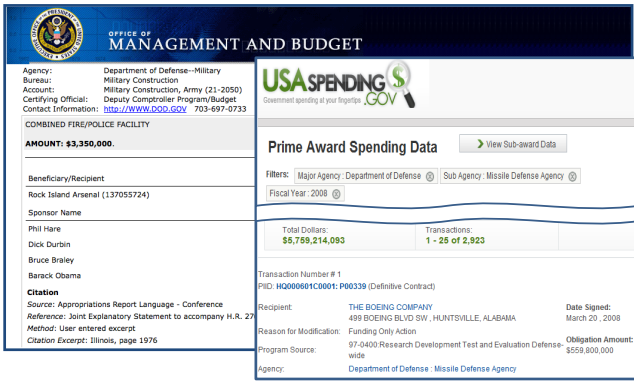 OFFICE OF
MANAGEMENT AND BUDGET
Agency: Department of Defense--Military
Bureau: Military Construction
Account: Military Construction, Army (21-2050)
Certifying Official: Deputy Comptroller Program/Budget
Contact Information: http://WWW.DOD.GOV 703-697-0733
COMBINED FIRE/POLICE FACILITY
AMOUNT: $3,350,000.
Beneficiary/Recipient
Rock Island Arsenal (137055724)
Sponsor Name
Phil Hare
Dick Durbin
Bruce Braley
Barack Obama
Citation
Source: Appropriations Report Language - Conference
Reference: Joint Explanatory Statement to accompany H.R. 27
Method: User entered excerpt
Citation Excerpt: Illinois, page 1976
USASPENDING
Government spending at your fingertips .GOV
Prime Award Spending Data
View Sub-award Data
Filters: Major Agency : Department of Defense Sub Agency : Missile Defense Agency
Fiscal Year : 2008
Total Dollars: Transactions:
$5,759,214,093 1 - 25 of 2,923
Transaction Number # 1
PIID: HQ000601C0001: P00339 (Definitive Contract)
Recipient: THE BOEING COMPANY Date Signed:
499 BOEING BLVD SW , HUNTSVILLE, ALABAMA March 20 , 2008
Reason for Modification: Funding Only Action
Obligation Amount:
Program Source: 97-0400:Research Development Test and Evaluation Defense-wide $559,800,000
Agency: Department of Defense : Missile Defense Agency